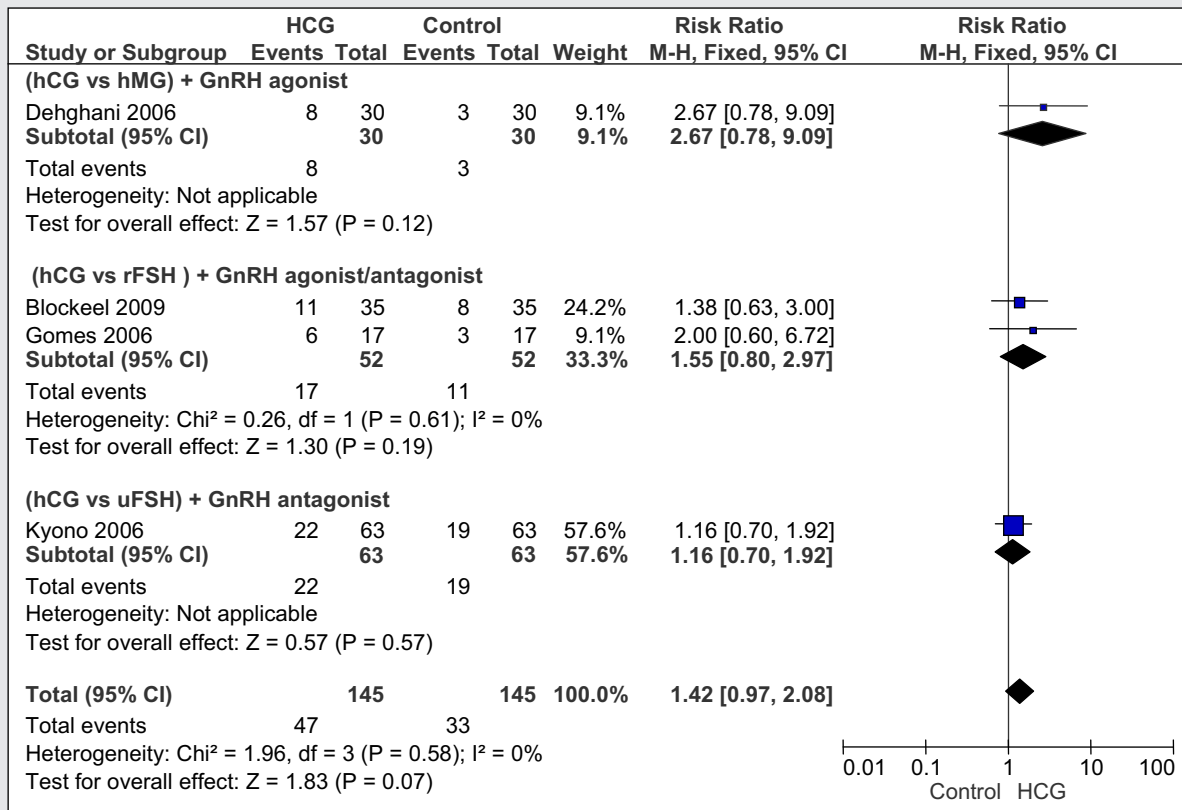 HCG Control Risk Ratio Risk Ratio
Study or Subgroup Events Total Events Total Weight M-H, Fixed, 95% CI M-H, Fixed, 95% CI
(hCG vs hMG) + GnRH agonist
Dehghani 2006 8 30 3 30 9.1% 2.67 [0.78, 9.09]
Subtotal (95% CI) 30 30 9.1% 2.67 [0.78, 9.09]
Total events 8 3
Heterogeneity: Not applicable
Test for overall effect: Z = 1.57 (P = 0.12)
(hCG vs rFSH ) + GnRH agonist/antagonist
Blockeel 2009 11 35 8 35 24.2% 1.38 [0.63, 3.00]
Gomes 2006 6 17 3 17 9.1% 2.00 [0.60, 6.72]
Subtotal (95% CI) 52 52 33.3% 1.55 [0.80, 2.97]
Total events 17 11
Heterogeneity: Chi² = 0.26, df = 1 (P = 0.61); I² = 0%
Test for overall effect: Z = 1.30 (P = 0.19)
(hCG vs uFSH) + GnRH antagonist
Kyono 2006 22 63 19 63 57.6% 1.16 [0.70, 1.92]
Subtotal (95% CI) 63 63 57.6% 1.16 [0.70, 1.92]
Total events 22 19
Heterogeneity: Not applicable
Test for overall effect: Z = 0.57 (P = 0.57)
Total (95% CI) 145 145 100.0% 1.42 [0.97, 2.08]
Total events 47 33
Heterogeneity: Chi² = 1.96, df = 3 (P = 0.58); I² = 0%
Test for overall effect: Z = 1.83 (P = 0.07)
0.01 0.1 1 10 100
Control HCG